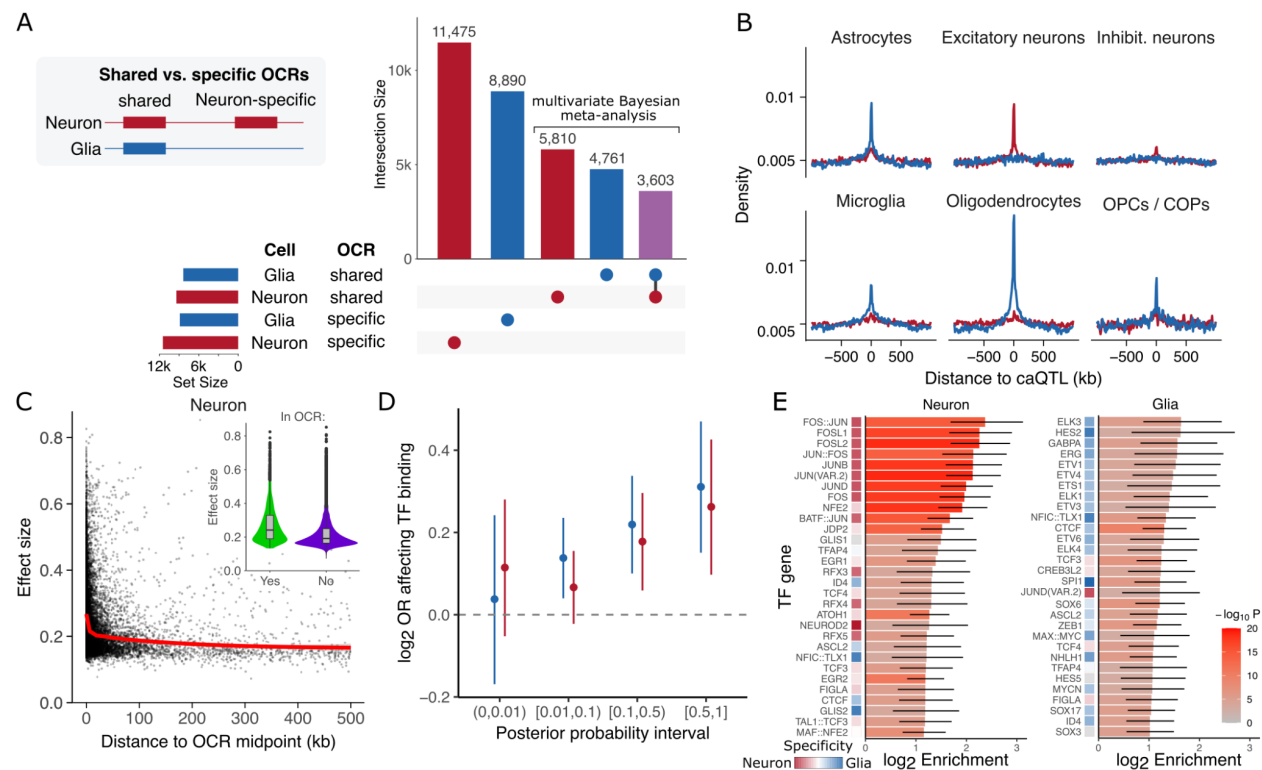 A
Shared vs. specific OCRs
shared
Neuron-specific
Neuron
Glia
Intersection Size
10k
5k
0
11,475
8,890
multivariate Bayesian
meta-analysis
5,810
4,761
3,603
Cell OCR
Glia shared
Neuron shared
Glia specific
Neuron specific
12k 6k 0
Set Size
B
Astrocytes
Excitatory neurons
Inhibit. neurons
0.01
0.005
Density
Microglia
Oligodendrocytes
OPCs / COPs
0.01
0.005
−500 0 500
−500 0 500
−500 0 500
Distance to caQTL (kb)
C
Neuron
Effect size
0.8
0.6
0.4
0.2
0.0
0 100 200 300 400 500
Distance to OCR midpoint (kb)
In OCR:
Effect size
0.8
0.6
0.4
0.2
0.0
Yes No
D
log2 OR affecting TF binding
0.4
0.2
0.0
−0.2
(0,0.01) [0.01,0.1) [0.1,0.5) [0.5,1]
Posterior probability interval
E
TF gene
Neuron
FOS::JUN
FOSL1
FOSL2
JUN::FOS
JUNB
JUN(VAR.2)
JUND
FOS
NFE2
BATF::JUN
JDP2
GLIS1
TFAP4
EGR1
RFX3
ID4
TCF4
RFX4
ATOH1
NEUROD2
RFX5
ASCL2
NFIC::TLX1
TCF3
EGR2
FIGLA
CTCF
GLIS2
TAL1::TCF3
MAF::NFE2
0 1 2 3
log2 Enrichment
Specificity
Neuron Glia
Glia
ELK3
HES2
GABPA
ERG
ETV1
ETV4
ETS1
ELK1
ETV3
NFIC::TLX1
CTCF
ETV6
ELK4
TCF3
CREB3L2
SPI1
JUND(VAR.2)
SOX6
ASCL2
ZEB1
MAX::MYC
TCF4
NHLH1
TFAP4
HES5
MYCN
FIGLA
SOX17
ID4
SOX3
0 1 2 3
log2 Enrichment
−log10 P
20
15
10
5
0